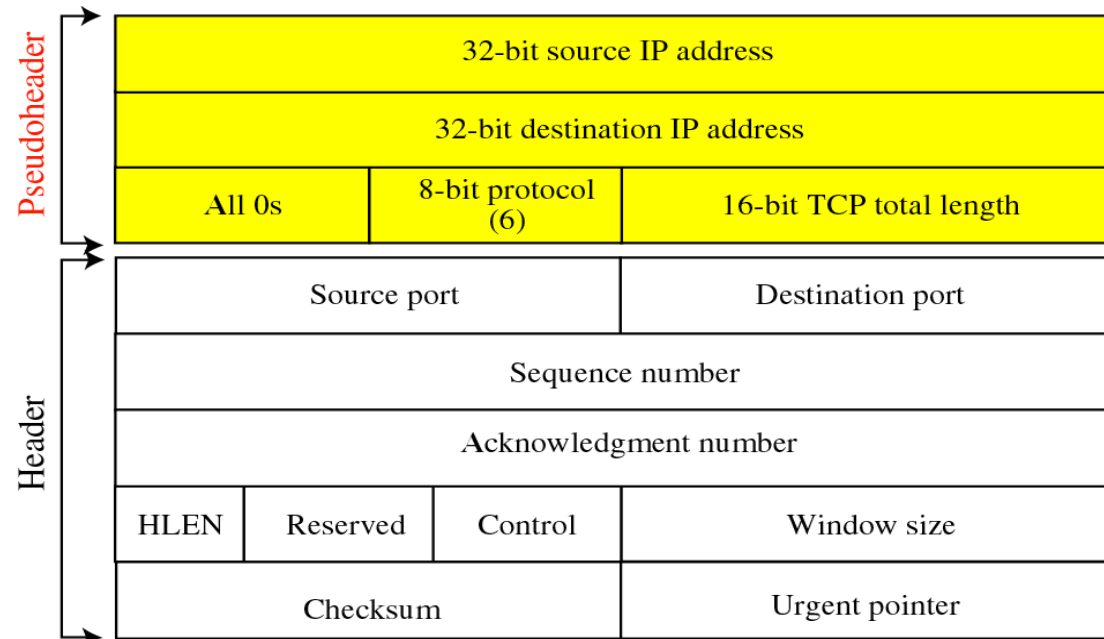 Pseudoheader
32-bit source IP address
32-bit destination IP address
All 0s
8-bit protocol
(6)
16-bit TCP total length
Header
Source port
Destination port
Sequence number
Acknowledgment number
HLEN
Reserved
Control
Window size
Checksum
Urgent pointer